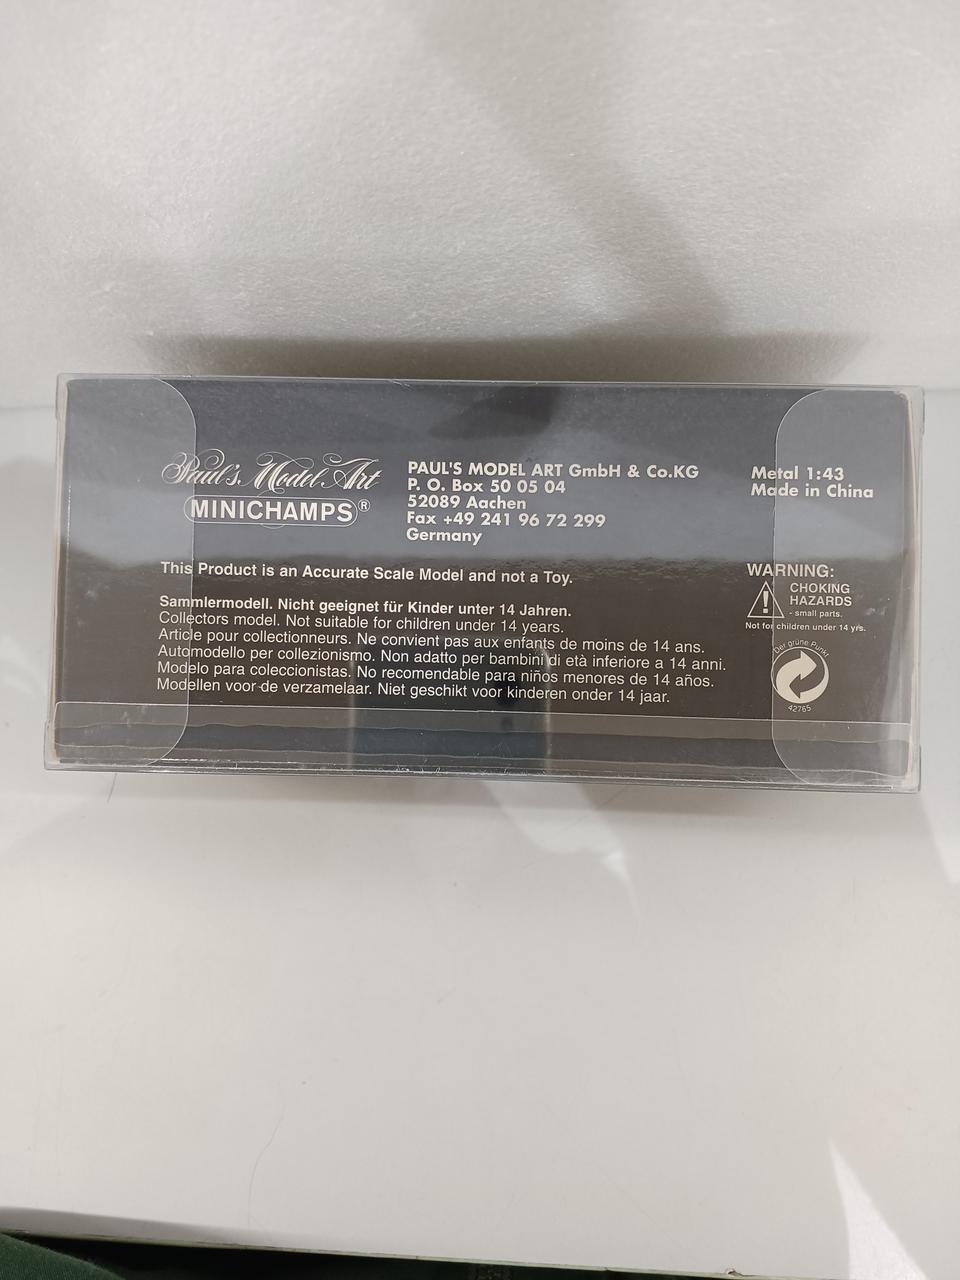 Paul's Model Art
MINICHAMPS®
PAUL'S MODEL ART GmbH & Co.KG
P. O. Box 50 05 04
52089 Aachen
Fax +49 241 96 72 299
Germany
Metal 1:43
Made in China
This Product is an Accurate Scale Model and not a Toy.
Sammlermodell. Nicht geeignet für Kinder unter 14 Jahren.
Collectors model. Not suitable for children under 14 years.
Article pour collectionneurs. Ne convient pas aux enfants de moins de 14 ans.
Automodello per collezionismo. Non adatto per bambini di età inferiore a 14 anni.
Modelo para coleccionistas. No recomendable para niños menores de 14 años.
Modellen voor de verzamelaar. Niet geschikt voor kinderen onder 14 jaar.
WARNING:
!
CHOKING
HAZARDS
- small parts.
Not for children under 14 yrs.
Der grüne Punkt
42765